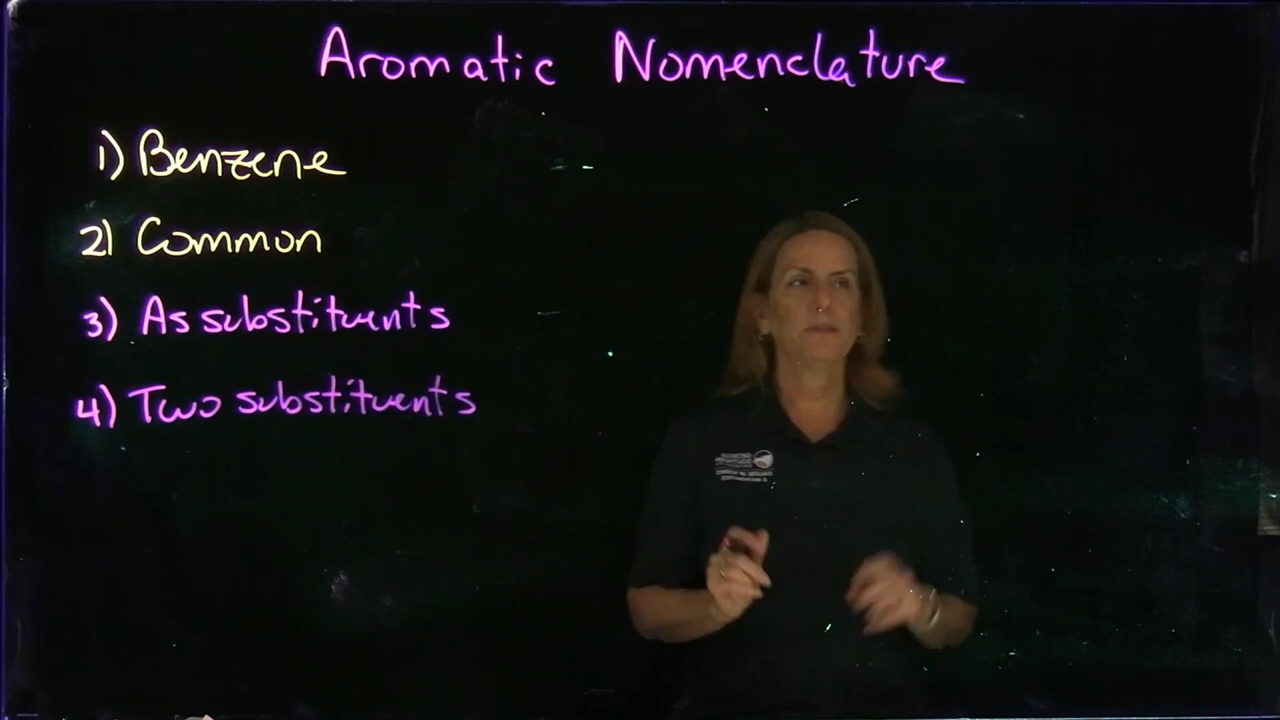 Aromatic Nomenclature
1) Benzene
2) Common
3) As substituents
4) Two substituents